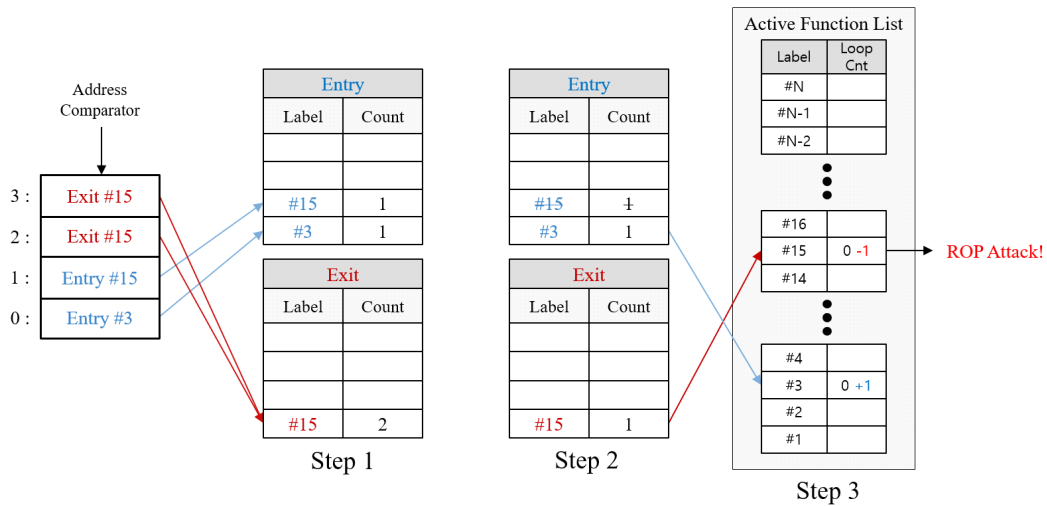 Address
Comparator
3 : Exit #15
2 : Exit #15
1 : Entry #15
0 : Entry #3
Entry
Label Count
#15 1
#3 1
Exit
Label Count
#15 2
Step 1
Entry
Label Count
#15 1
#3 1
Exit
Label Count
#15 1
Step 2
Active Function List
Label Loop Cnt
#N
#N-1
#N-2
#16
#15 0 -1
#14
#4
#3 0 +1
#2
#1
Step 3
ROP Attack!